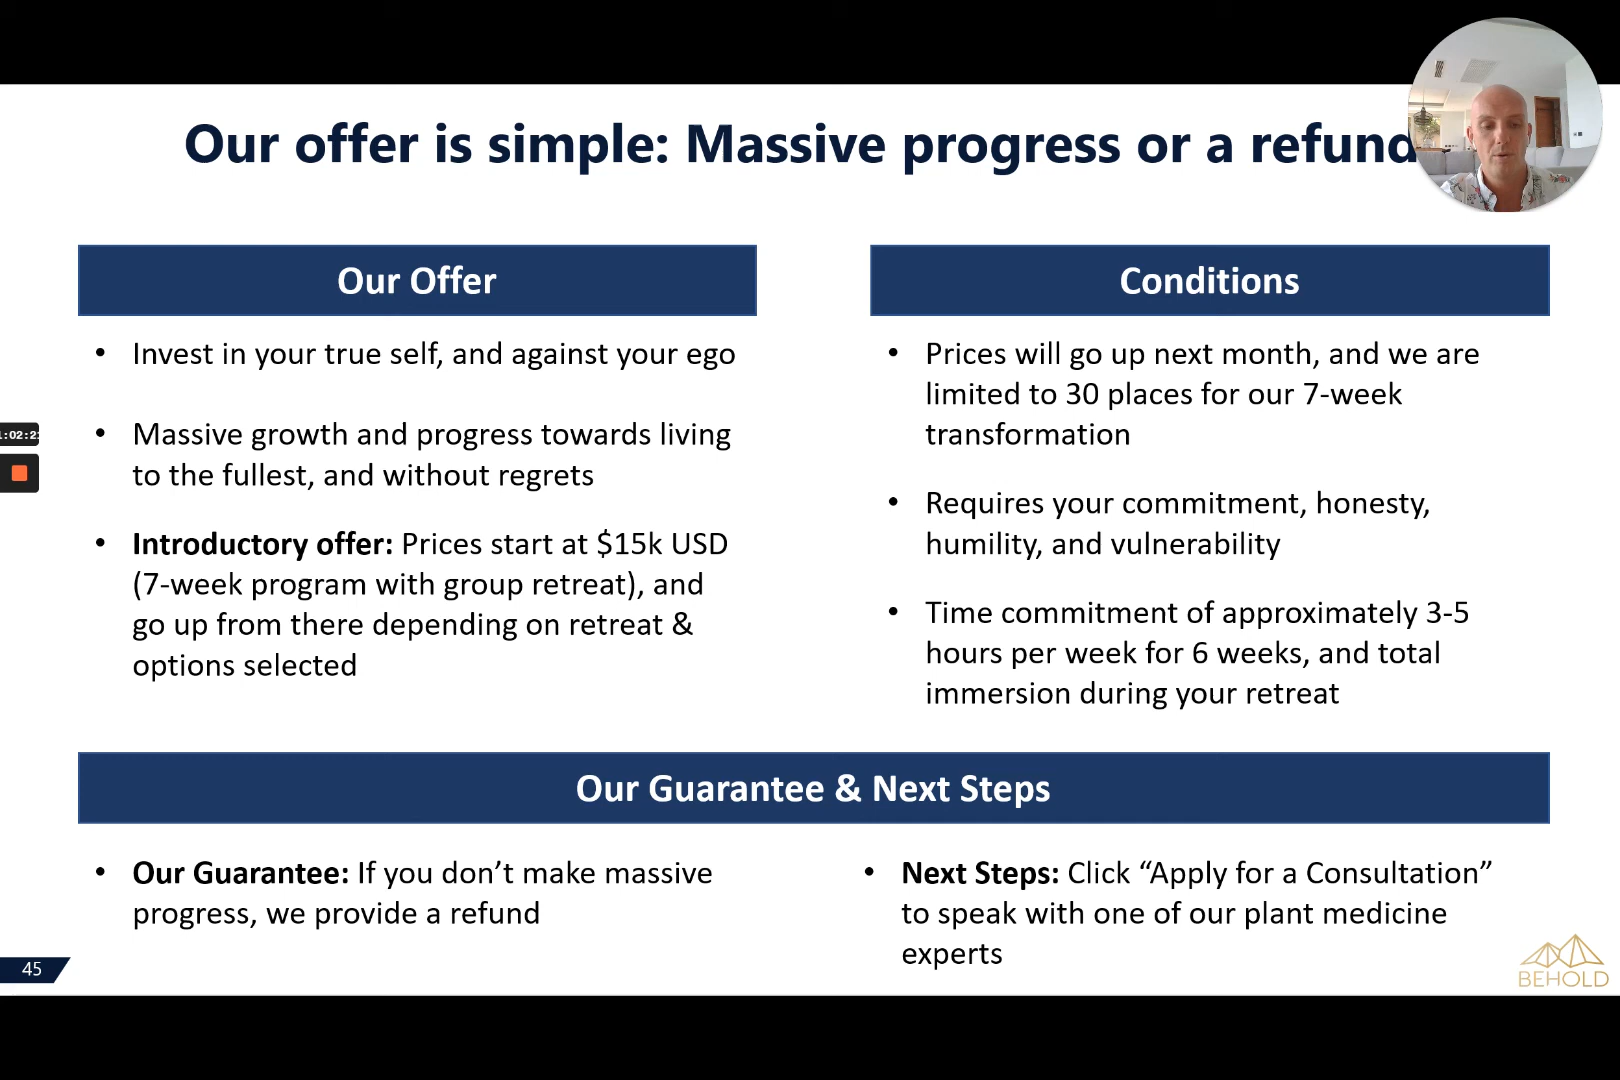 Our offer is simple: Massive progress or a refund
Our Offer
• Invest in your true self, and against your ego
• Massive growth and progress towards living
to the fullest, and without regrets
• Introductory offer: Prices start at $15k USD
(7-week program with group retreat), and
go up from there depending on retreat &
options selected
Conditions
• Prices will go up next month, and we are
limited to 30 places for our 7-week
transformation
• Requires your commitment, honesty,
humility, and vulnerability
• Time commitment of approximately 3-5
hours per week for 6 weeks, and total
immersion during your retreat
Our Guarantee & Next Steps
• Our Guarantee: If you don’t make massive
progress, we provide a refund
• Next Steps: Click “Apply for a Consultation”
to speak with one of our plant medicine
experts
45
BEHOLD